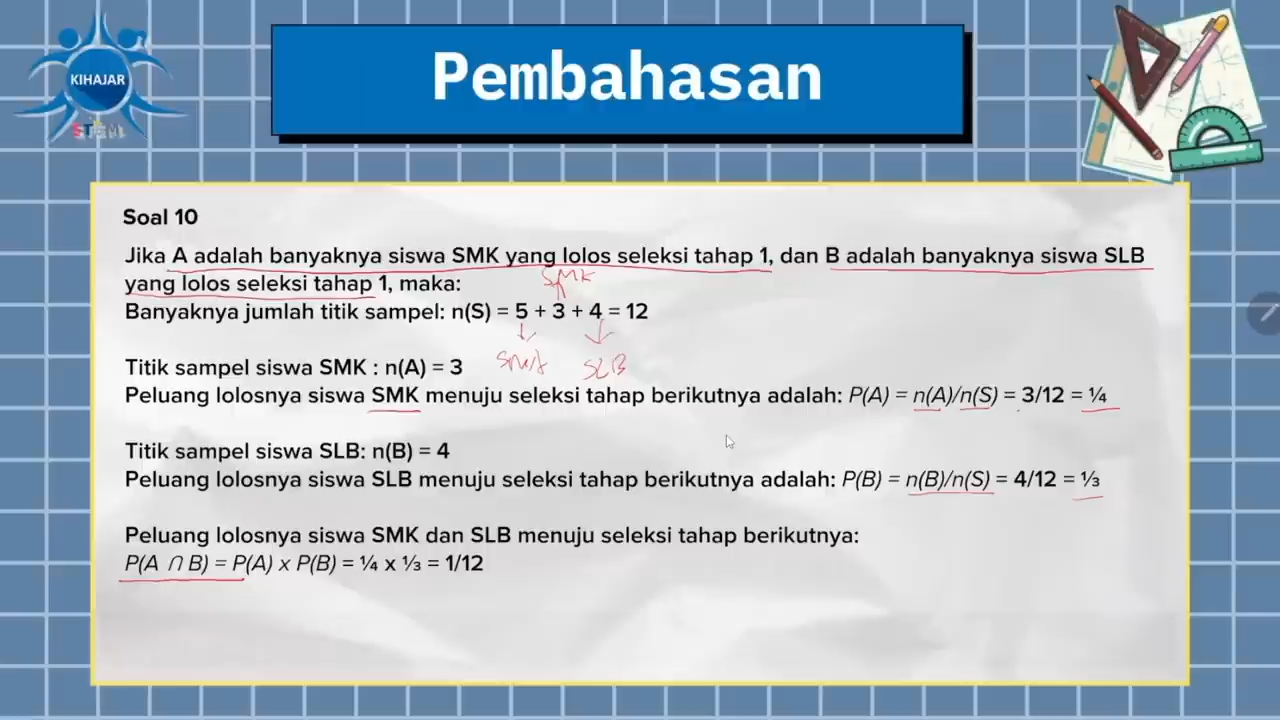 KIHAJAR
STEM
Pembahasan
Soal 10
Jika A adalah banyaknya siswa SMK yang lolos seleksi tahap 1, dan B adalah banyaknya siswa SLB
yang lolos seleksi tahap 1, maka:
SMK
Banyaknya jumlah titik sampel: n(S) = 5 + 3 + 4 = 12
SMA SLB
Titik sampel siswa SMK : n(A) = 3
Peluang lolosnya siswa SMK menuju seleksi tahap berikutnya adalah: P(A) = n(A)/n(S) = 3/12 = ¼
Titik sampel siswa SLB: n(B) = 4
Peluang lolosnya siswa SLB menuju seleksi tahap berikutnya adalah: P(B) = n(B)/n(S) = 4/12 = ⅓
Peluang lolosnya siswa SMK dan SLB menuju seleksi tahap berikutnya:
P(A ∩ B) = P(A) x P(B) = ¼ x ⅓ = 1/12